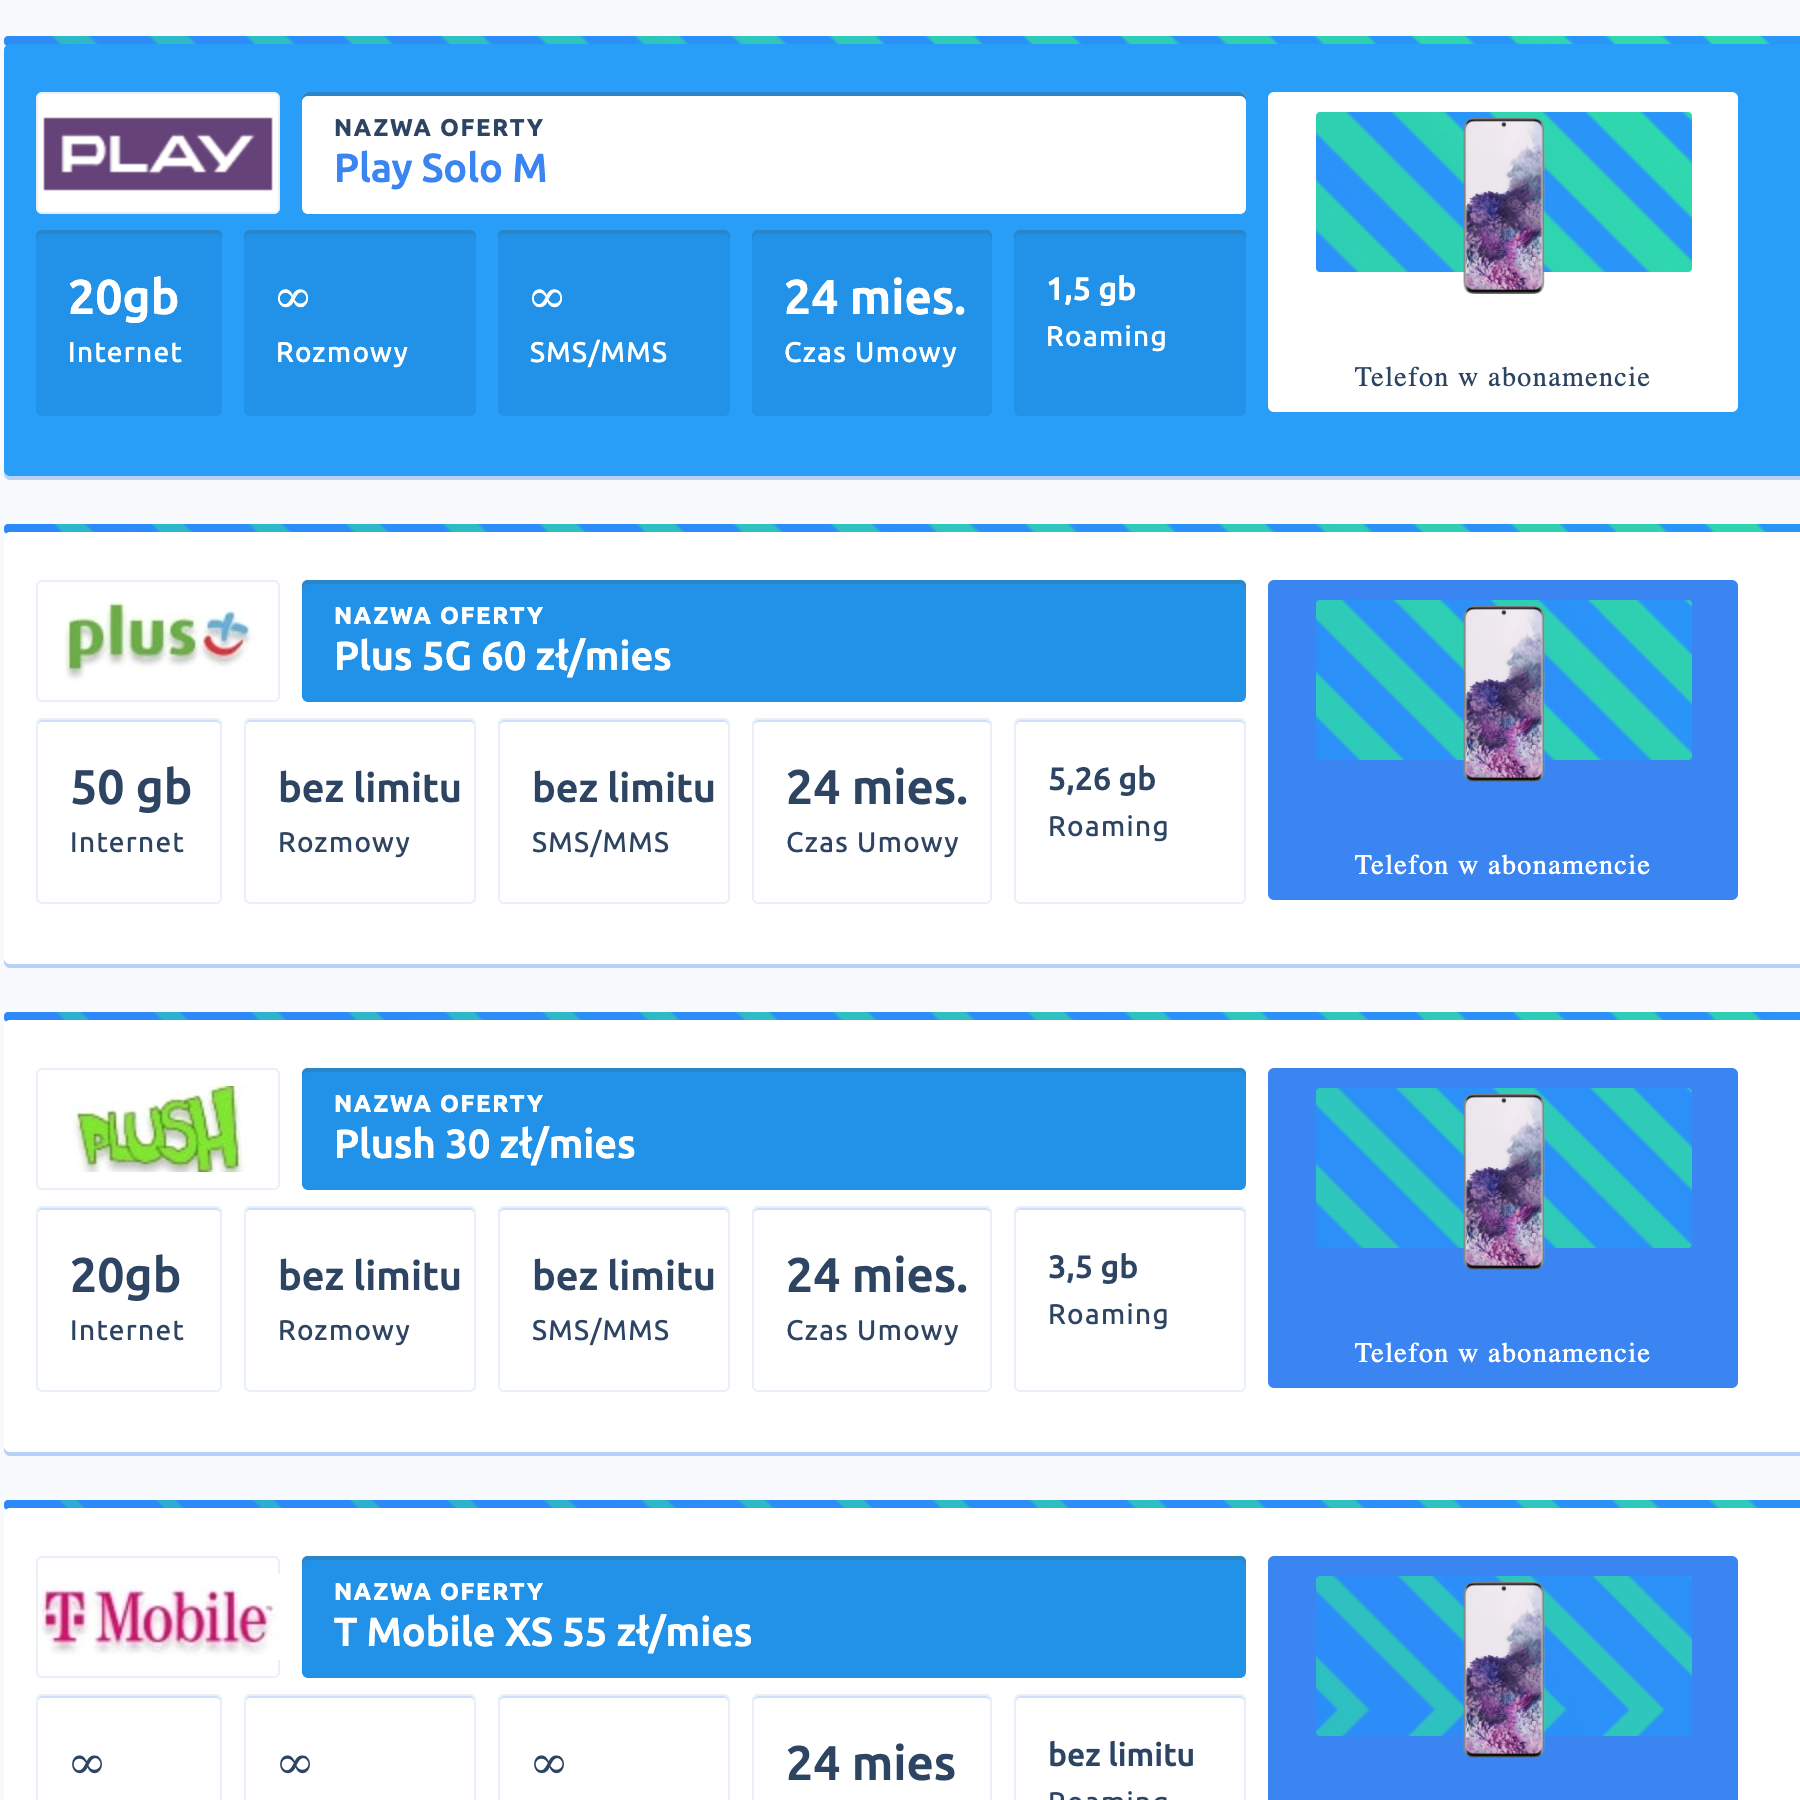 PLAY
NAZWA OFERTY
Play Solo M
20gb
Internet
∞
Rozmowy
∞
SMS/MMS
24 mies.
Czas Umowy
1,5 gb
Roaming
Telefon w abonamencie
plus
NAZWA OFERTY
Plus 5G 60 zł/mies
50 gb
Internet
bez limitu
Rozmowy
bez limitu
SMS/MMS
24 mies.
Czas Umowy
5,26 gb
Roaming
Telefon w abonamencie
PLUSH
NAZWA OFERTY
Plush 30 zł/mies
20gb
Internet
bez limitu
Rozmowy
bez limitu
SMS/MMS
24 mies.
Czas Umowy
3,5 gb
Roaming
Telefon w abonamencie
T Mobile
NAZWA OFERTY
T Mobile XS 55 zł/mies
∞
∞
∞
24 mies
bez limitu
Roaming